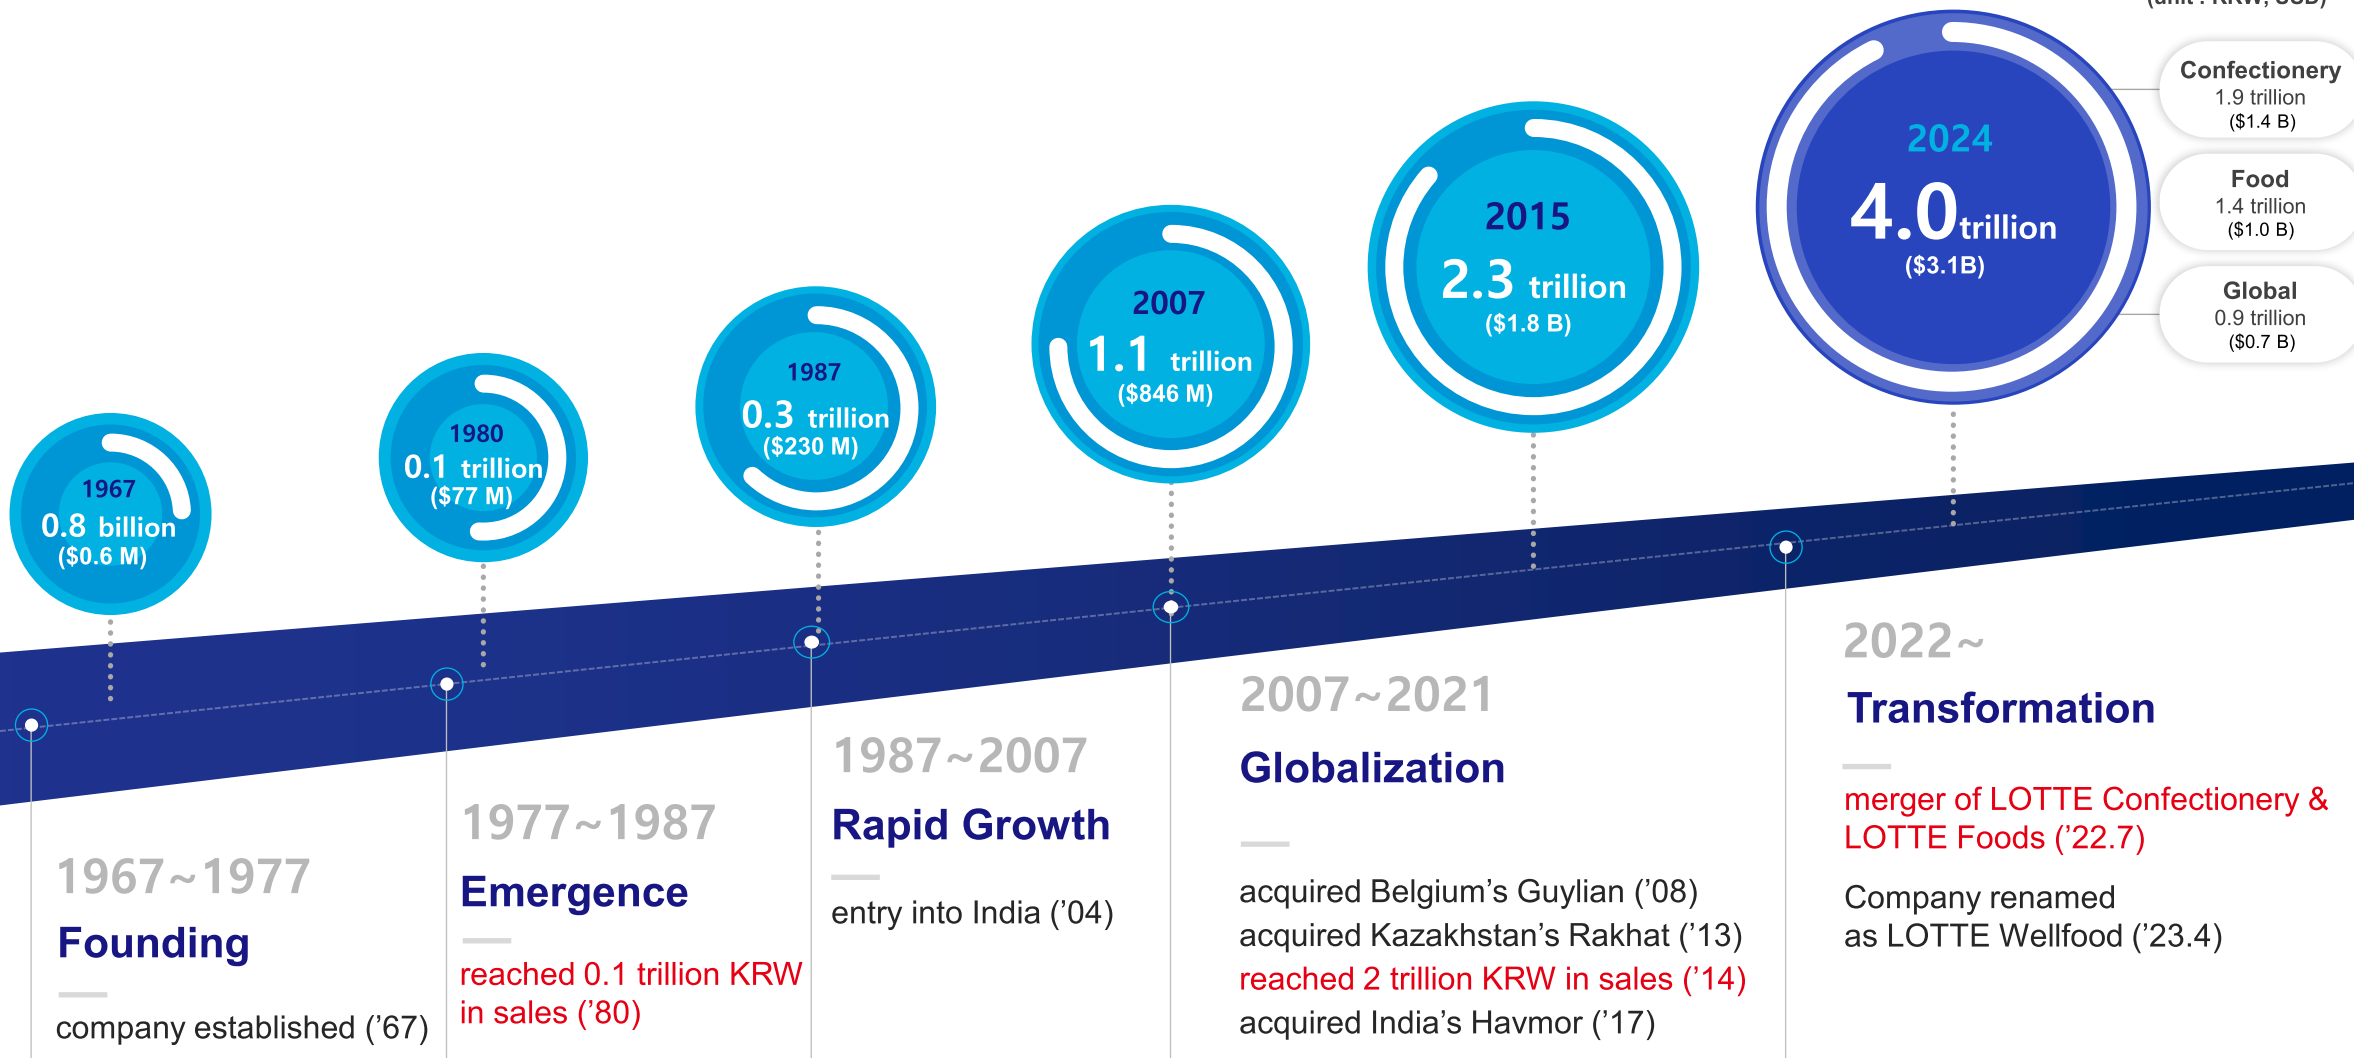 (unit : KRW, USD)
1967
0.8 billion
($0.6 M)
1980
0.1 trillion
($77 M)
1987
0.3 trillion
($230 M)
2007
1.1 trillion
($846 M)
2015
2.3 trillion
($1.8 B)
2024
4.0 trillion
($3.1B)
Confectionery
1.9 trillion
($1.4 B)
Food
1.4 trillion
($1.0 B)
Global
0.9 trillion
($0.7 B)
1967~1977
Founding
company established (’67)
1977~1987
Emergence
reached 0.1 trillion KRW
in sales (’80)
1987~2007
Rapid Growth
entry into India (’04)
2007~2021
Globalization
acquired Belgium’s Guylian (’08)
acquired Kazakhstan’s Rakhat (’13)
reached 2 trillion KRW in sales (’14)
acquired India’s Havmor (’17)
2022~
Transformation
merger of LOTTE Confectionery &
LOTTE Foods (’22.7)
Company renamed
as LOTTE Wellfood (’23.4)